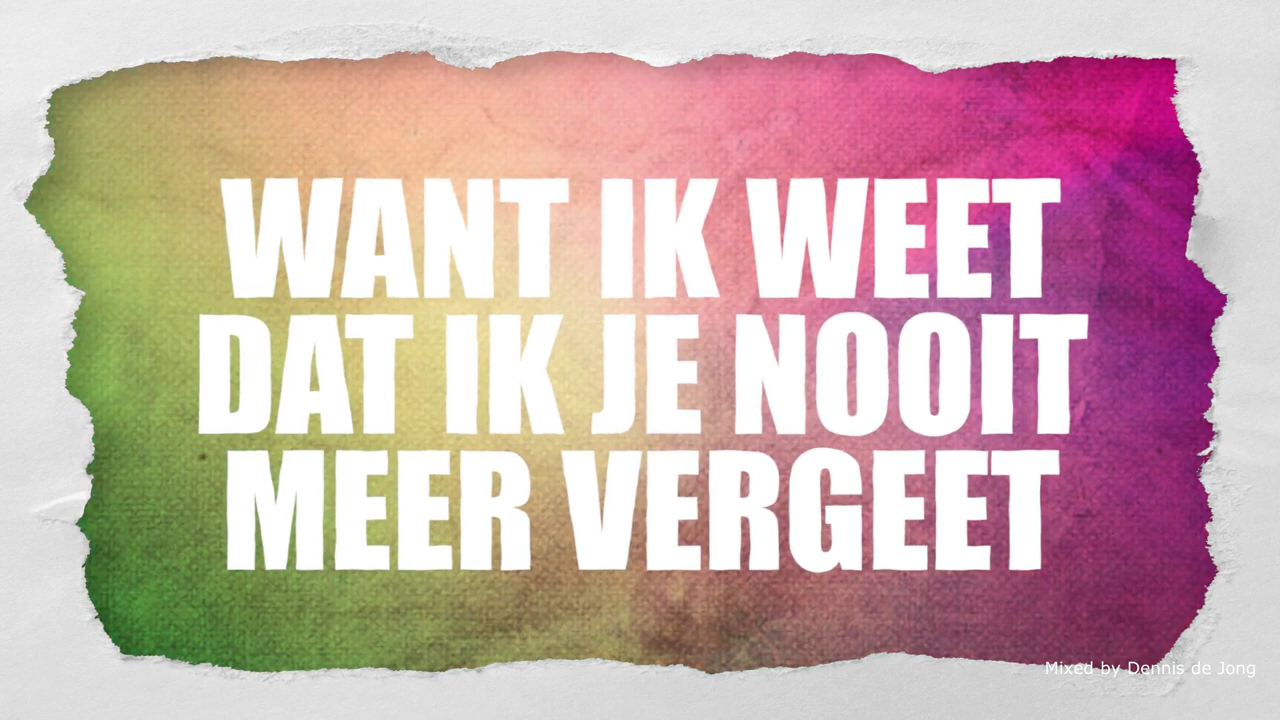 WANT IK WEET
DAT IK JE NOOIT
MEER VERGEET
Mixed by Dennis de Jong